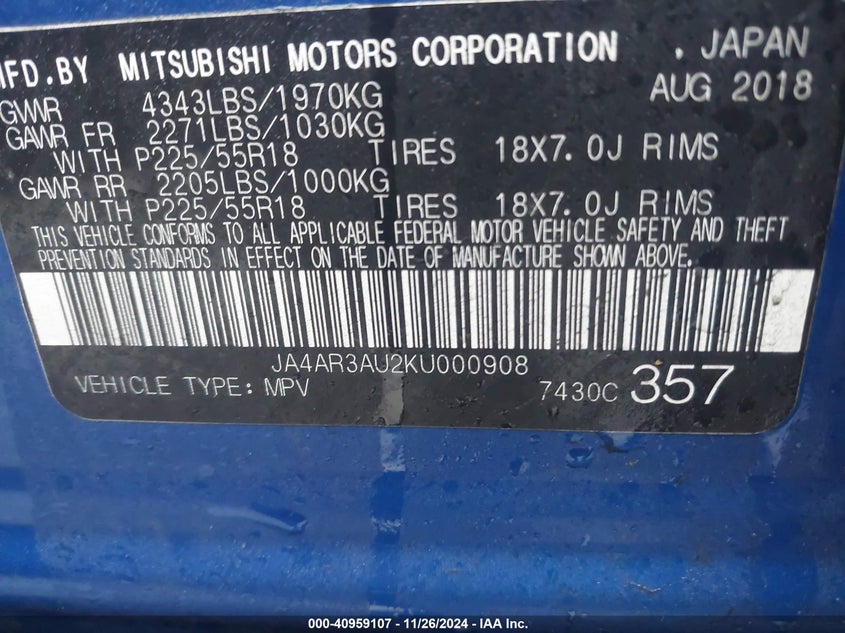 MFD.BY MITSUBISHI MOTORS CORPORATION . JAPAN
GVWR 4343LBS/1970KG AUG 2018
GAWR FR 2271LBS/1030KG
WITH P225/55R18 TIRES 18X7.0J RIMS
GAWR RR 2205LBS/1000KG
WITH P225/55R18 TIRES 18X7.0J RIMS
THIS VEHICLE CONFORMS TO ALL APPLICABLE FEDERAL MOTOR VEHICLE SAFETY AND THEFT
PREVENTION STANDARDS IN EFFECT ON THE DATE OF MANUFACTURE SHOWN ABOVE.
JA4AR3AU2KU000908
VEHICLE TYPE: MPV 7430C 357
000-40959107 - 11/26/2024 - IAA Inc.